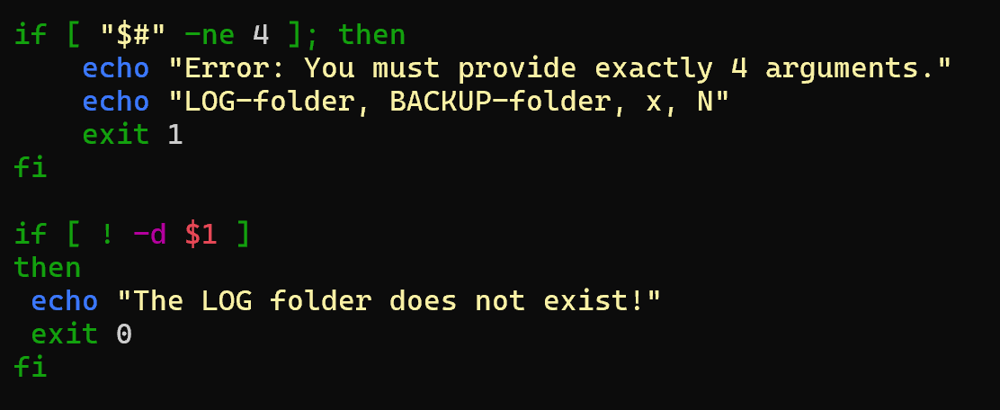 if [ "$#" -ne 4 ]; then
    echo "Error: You must provide exactly 4 arguments."
    echo "LOG-folder, BACKUP-folder, x, N"
    exit 1
fi

if [ ! -d $1 ]
then
 echo "The LOG folder does not exist!"
 exit 0
fi